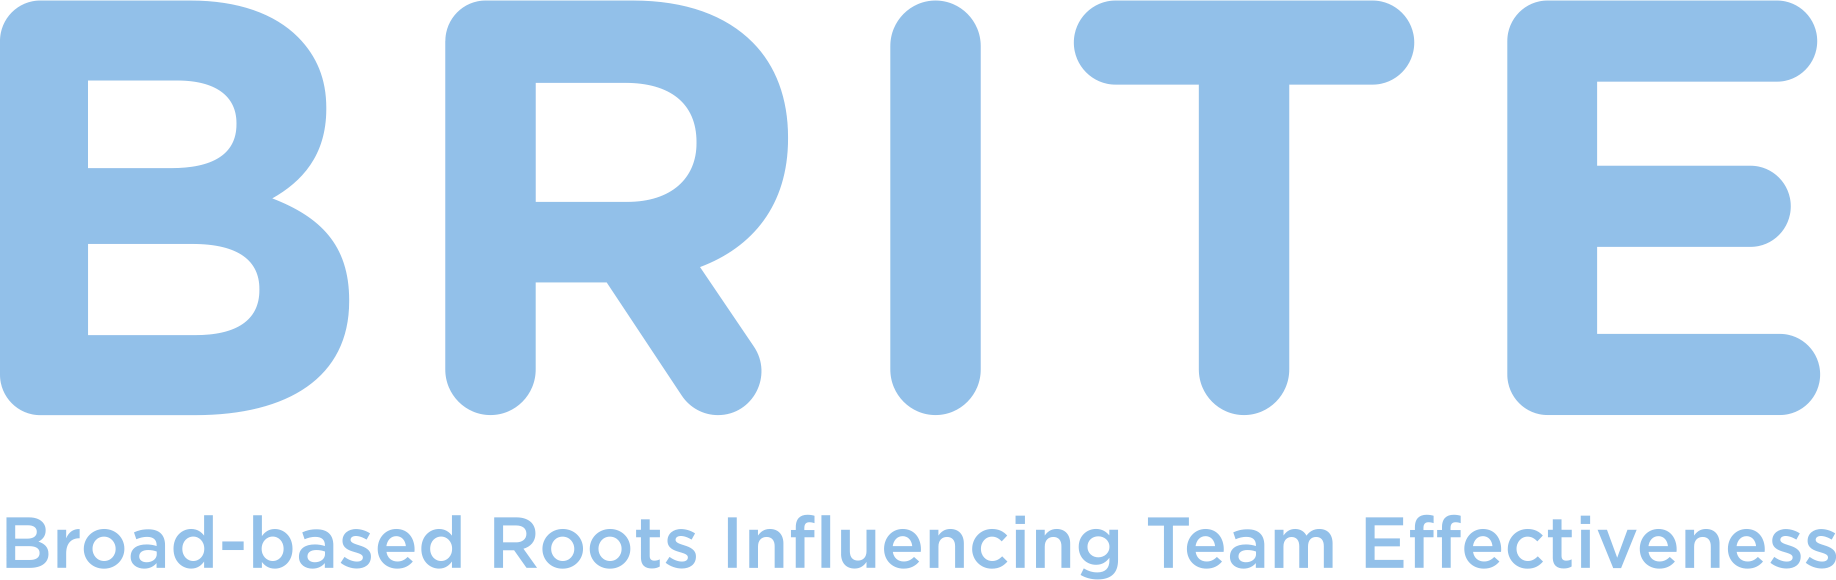 BRITE
Broad-based Roots Influencing Team Effectiveness